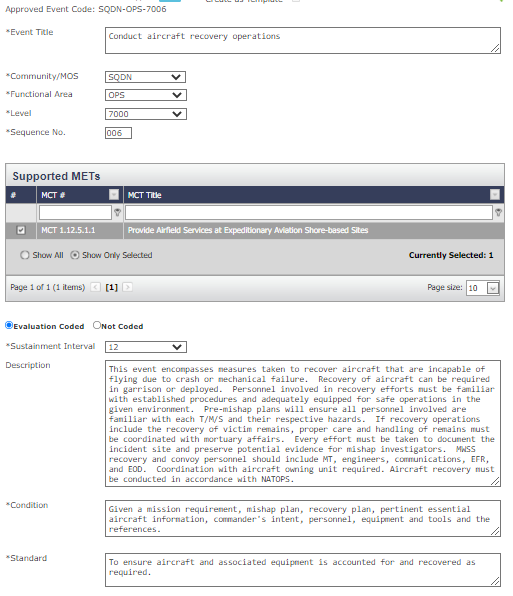 Approved Event Code: SQDN-OPS-7006
*Event Title
Conduct aircraft recovery operations
*Community/MOS
SQDN
*Functional Area
OPS
*Level
7000
*Sequence No.
006
Supported METs
# MCT # MCT Title
MCT 1.12.5.1.1 Provide Airfield Services at Expeditionary Aviation Shore-based Sites
Show All Show Only Selected Currently Selected: 1
Page 1 of 1 (1 items) [1] Page size: 10
Evaluation Coded Not Coded
*Sustainment Interval
12
Description
This event encompasses measures taken to recover aircraft that are incapable of
flying due to crash or mechanical failure. Recovery of aircraft can be required
in garrison or deployed. Personnel involved in recovery efforts must be familiar
with established procedures and adequately equipped for safe operations in the
given environment. Pre-mishap plans will ensure all personnel involved are
familiar with each T/M/S and their respective hazards. If recovery operations
include the recovery of victim remains, proper care and handling of remains must
be coordinated with mortuary affairs. Every effort must be taken to document the
incident site and preserve potential evidence for mishap investigators. MWSS
recovery and convoy personnel should include MT, engineers, communications, EFR,
and EOD. Coordination with aircraft owning unit required. Aircraft recovery must
be conducted in accordance with NATOPS.
*Condition
Given a mission requirement, mishap plan, recovery plan, pertinent essential
aircraft information, commander's intent, personnel, equipment and tools and the
references.
*Standard
To ensure aircraft and associated equipment is accounted for and recovered as
required.